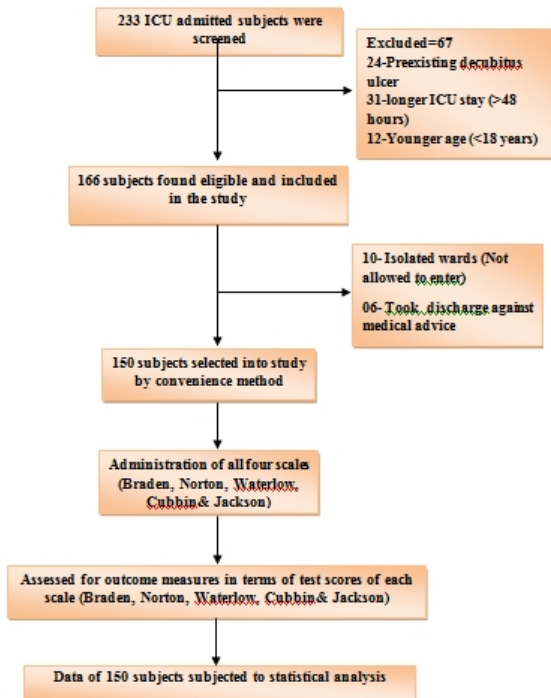 233 ICU admitted subjects were
screened
Excluded=67
24-Preexisting decubitus
ulcer
31-longer ICU stay (>48
hours)
12-Younger age (<18 years)
166 subjects found eligible and included
in the study
10- Isolated wards (Not
allowed to enter)
06- Took discharge against
medical advice
150 subjects selected into study
by convenience method
Administration of all four scales
(Braden, Norton, Waterlow,
Cubbin& Jackson)
Assessed for outcome measures in terms of test scores of each
scale (Braden, Norton, Waterlow, Cubbin& Jackson)
Data of 150 subjects subjected to statistical analysis